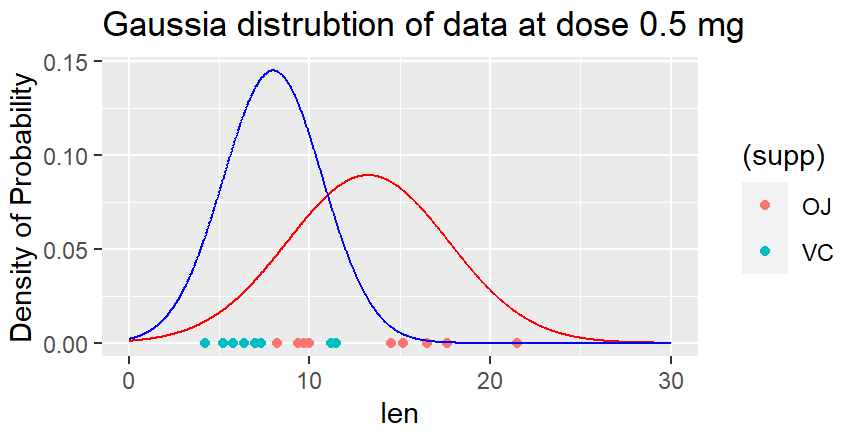 Gaussia distrubtion of data at dose 0.5 mg
Density of Probability
0.15
0.10
0.05
0.00
0 10 20 30
len
(supp)
OJ
VC